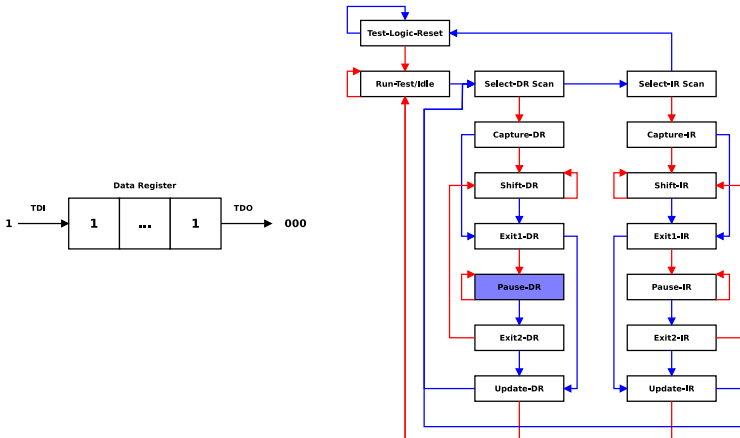 Test-Logic-Reset
Run-Test/Idle
Select-DR Scan
Select-IR Scan
Capture-DR
Capture-IR
Data Register
TDI
TDO
1
1
...
1
000
Shift-DR
Shift-IR
Exit1-DR
Exit1-IR
Pause-DR
Pause-IR
Exit2-DR
Exit2-IR
Update-DR
Update-IR